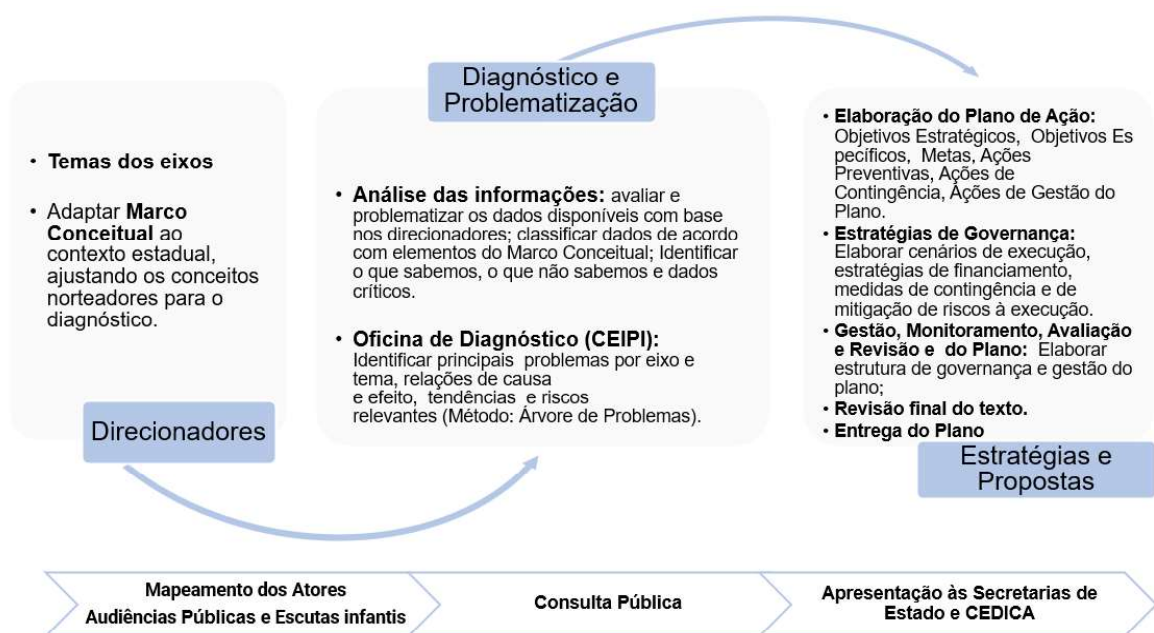 • Temas dos eixos
• Adaptar Marco
Conceitual ao
contexto estadual,
ajustando os conceitos
norteadores para o
diagnóstico.
Direcionadores
Diagnóstico e
Problematização
• Análise das informações: avaliar e
problematizar os dados disponíveis com base
nos direcionadores; classificar dados de acordo
com elementos do Marco Conceitual; Identificar
o que sabemos, o que não sabemos e dados
críticos.
• Oficina de Diagnóstico (CEIPI):
Identificar principais problemas por eixo e
tema, relações de causa
e efeito, tendências e riscos
relevantes (Método: Árvore de Problemas).
• Elaboração do Plano de Ação:
Objetivos Estratégicos, Objetivos Es
pecíficos, Metas, Ações
Preventivas, Ações de
Contingência, Ações de Gestão do
Plano.
• Estratégias de Governança:
Elaborar cenários de execução,
estratégias de financiamento,
medidas de contingência e de
mitigação de riscos à execução.
• Gestão, Monitoramento, Avaliação
e Revisão e do Plano: Elaborar
estrutura de governança e gestão do
plano;
• Revisão final do texto.
• Entrega do Plano
Estratégias e
Propostas
Mapeamento dos Atores
Audiências Públicas e Escutas infantis
Consulta Pública
Apresentação às Secretarias de
Estado e CEDICA